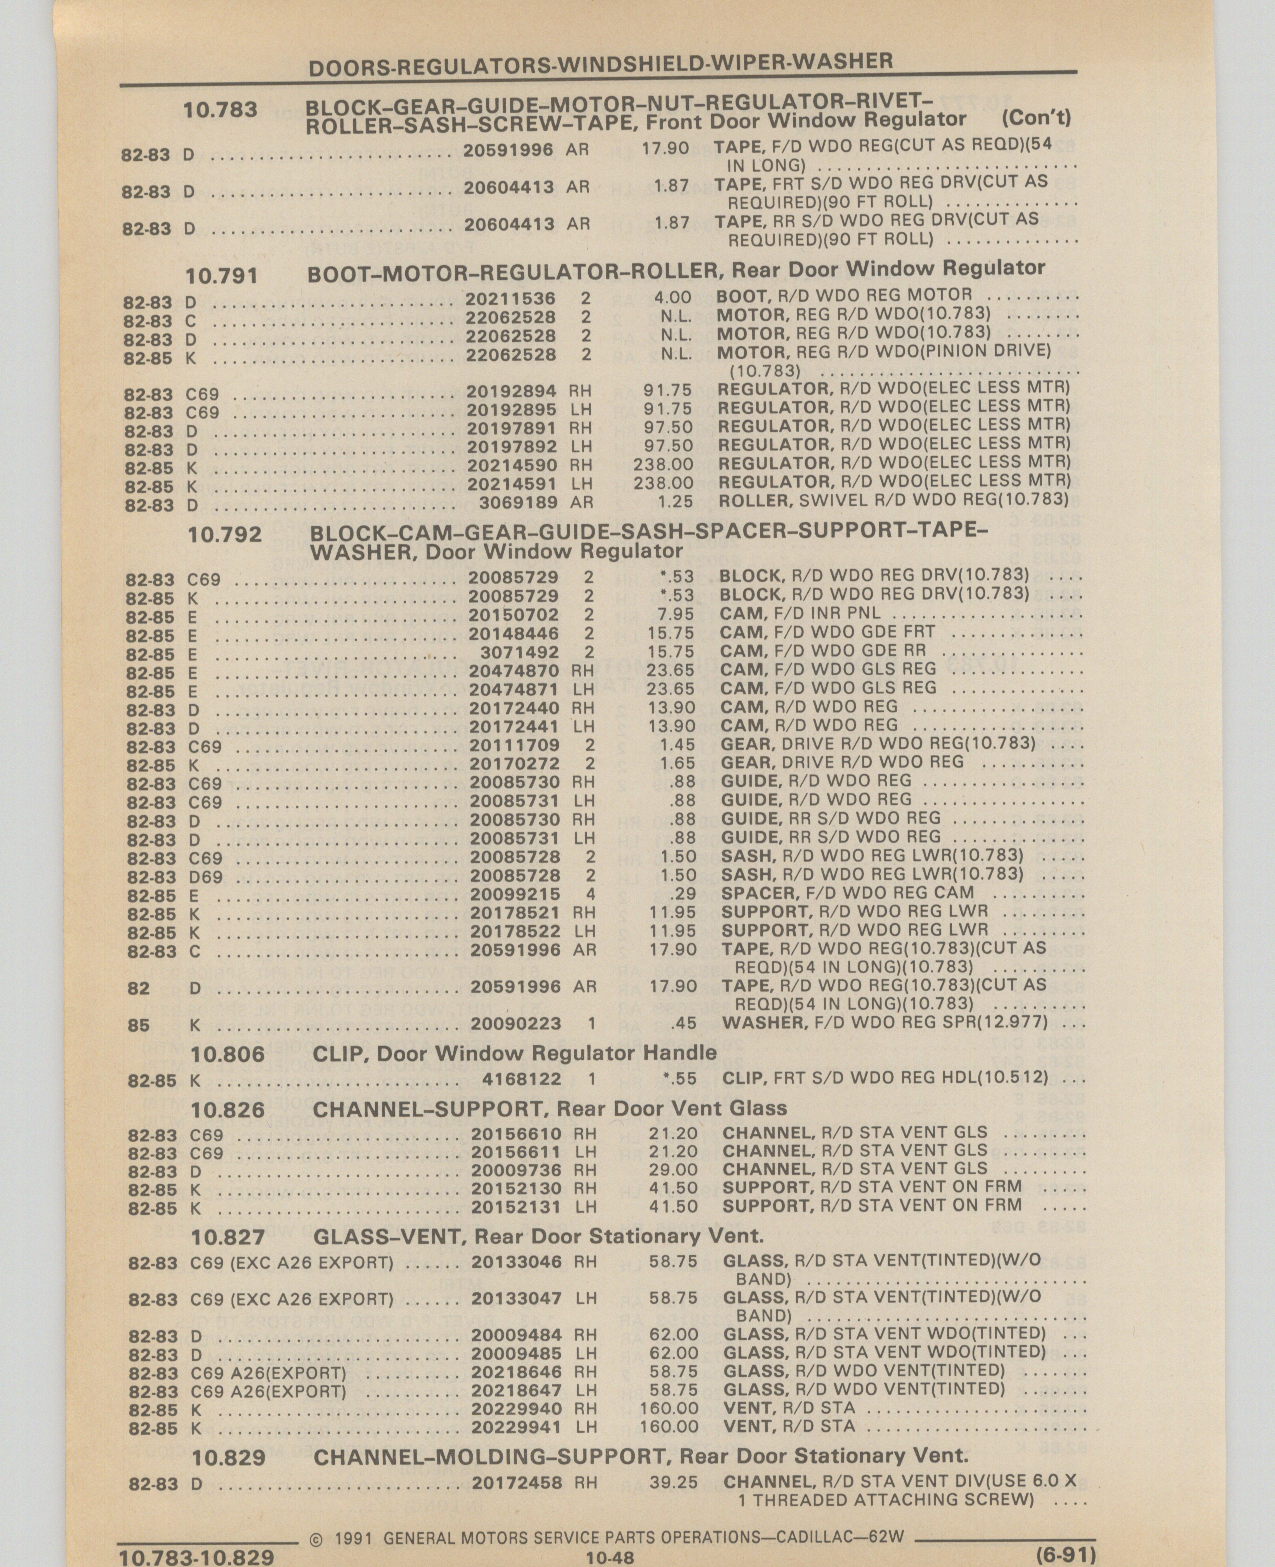 DOORS-REGULATORS-WINDSHIELD-WIPER-WASHER
10.783 BLOCK–GEAR–GUIDE–MOTOR–NUT–REGULATOR–RIVET–
ROLLER–SASH–SCREW–TAPE, Front Door Window Regulator (Con't)
82-83 D ........................ 20591996 AR 17.90 TAPE, F/D WDO REG(CUT AS REQD)(54
IN LONG) ..........................
82-83 D ........................ 20604413 AR 1.87 TAPE, FRT S/D WDO REG DRV(CUT AS
REQUIRED)(90 FT ROLL) ..............
82-83 D ........................ 20604413 AR 1.87 TAPE, RR S/D WDO REG DRV(CUT AS
REQUIRED)(90 FT ROLL) ..............
10.791 BOOT–MOTOR–REGULATOR–ROLLER, Rear Door Window Regulator
82-83 D ........................ 20211536 2 4.00 BOOT, R/D WDO REG MOTOR ..........
82-83 C ........................ 22062528 2 N.L. MOTOR, REG R/D WDO(10.783) ........
82-83 D ........................ 22062528 2 N.L. MOTOR, REG R/D WDO(10.783) ........
82-85 K ........................ 22062528 2 N.L. MOTOR, REG R/D WDO(PINION DRIVE)
(10.783) ..........................
82-83 C69 ...................... 20192894 RH 91.75 REGULATOR, R/D WDO(ELEC LESS MTR)
82-83 C69 ...................... 20192895 LH 91.75 REGULATOR, R/D WDO(ELEC LESS MTR)
82-83 D ........................ 20197891 RH 97.50 REGULATOR, R/D WDO(ELEC LESS MTR)
82-83 D ........................ 20197892 LH 97.50 REGULATOR, R/D WDO(ELEC LESS MTR)
82-85 K ........................ 20214590 RH 238.00 REGULATOR, R/D WDO(ELEC LESS MTR)
82-85 K ........................ 20214591 LH 238.00 REGULATOR, R/D WDO(ELEC LESS MTR)
82-83 D ........................ 3069189 AR 1.25 ROLLER, SWIVEL R/D WDO REG(10.783)
10.792 BLOCK–CAM–GEAR–GUIDE–SASH–SPACER–SUPPORT–TAPE–
WASHER, Door Window Regulator
82-83 C69 ...................... 20085729 2 *.53 BLOCK, R/D WDO REG DRV(10.783) ....
82-85 K ........................ 20085729 2 *.53 BLOCK, R/D WDO REG DRV(10.783) ....
82-85 E ........................ 20150702 2 7.95 CAM, F/D INR PNL ....................
82-85 E ........................ 20148446 2 15.75 CAM, F/D WDO GDE FRT ..............
82-85 E ........................ 3071492 2 15.75 CAM, F/D WDO GDE RR ...............
82-85 E ........................ 20474870 RH 23.65 CAM, F/D WDO GLS REG ..............
82-85 E ........................ 20474871 LH 23.65 CAM, F/D WDO GLS REG ..............
82-83 D ........................ 20172440 RH 13.90 CAM, R/D WDO REG ..................
82-83 D ........................ 20172441 LH 13.90 CAM, R/D WDO REG ..................
82-83 C69 ...................... 20111709 2 1.45 GEAR, DRIVE R/D WDO REG(10.783) ....
82-85 K ........................ 20170272 2 1.65 GEAR, DRIVE R/D WDO REG ...........
82-83 C69 ...................... 20085730 RH .88 GUIDE, R/D WDO REG .................
82-83 C69 ...................... 20085731 LH .88 GUIDE, R/D WDO REG .................
82-83 D ........................ 20085730 RH .88 GUIDE, RR S/D WDO REG ..............
82-83 D ........................ 20085731 LH .88 GUIDE, RR S/D WDO REG ..............
82-83 C69 ...................... 20085728 2 1.50 SASH, R/D WDO REG LWR(10.783) .....
82-83 D69 ...................... 20085728 2 1.50 SASH, R/D WDO REG LWR(10.783) .....
82-85 E ........................ 20099215 4 .29 SPACER, F/D WDO REG CAM ...........
82-85 K ........................ 20178521 RH 11.95 SUPPORT, R/D WDO REG LWR .........
82-85 K ........................ 20178522 LH 11.95 SUPPORT, R/D WDO REG LWR .........
82-83 C ........................ 20591996 AR 17.90 TAPE, R/D WDO REG(10.783)(CUT AS
REQD)(54 IN LONG)(10.783) ..........
82 D ........................ 20591996 AR 17.90 TAPE, R/D WDO REG(10.783)(CUT AS
REQD)(54 IN LONG)(10.783) ..........
85 K ........................ 20090223 1 .45 WASHER, F/D WDO REG SPR(12.977) ...
10.806 CLIP, Door Window Regulator Handle
82-85 K ........................ 4168122 1 *.55 CLIP, FRT S/D WDO REG HDL(10.512) ...
10.826 CHANNEL–SUPPORT, Rear Door Vent Glass
82-83 C69 ...................... 20156610 RH 21.20 CHANNEL, R/D STA VENT GLS .........
82-83 C69 ...................... 20156611 LH 21.20 CHANNEL, R/D STA VENT GLS .........
82-83 D ........................ 20009736 RH 29.00 CHANNEL, R/D STA VENT GLS .........
82-85 K ........................ 20152130 RH 41.50 SUPPORT, R/D STA VENT ON FRM .....
82-85 K ........................ 20152131 LH 41.50 SUPPORT, R/D STA VENT ON FRM .....
10.827 GLASS–VENT, Rear Door Stationary Vent.
82-83 C69 (EXC A26 EXPORT) ...... 20133046 RH 58.75 GLASS, R/D STA VENT(TINTED)(W/O
BAND) ............................
82-83 C69 (EXC A26 EXPORT) ...... 20133047 LH 58.75 GLASS, R/D STA VENT(TINTED)(W/O
BAND) ............................
82-83 D ........................ 20009484 RH 62.00 GLASS, R/D STA VENT WDO(TINTED) ...
82-83 D ........................ 20009485 LH 62.00 GLASS, R/D STA VENT WDO(TINTED) ...
82-83 C69 A26(EXPORT) .......... 20218646 RH 58.75 GLASS, R/D WDO VENT(TINTED) .......
82-83 C69 A26(EXPORT) .......... 20218647 LH 58.75 GLASS, R/D WDO VENT(TINTED) .......
82-85 K ........................ 20229940 RH 160.00 VENT, R/D STA .......................
82-85 K ........................ 20229941 LH 160.00 VENT, R/D STA .......................
10.829 CHANNEL–MOLDING–SUPPORT, Rear Door Stationary Vent.
82-83 D ........................ 20172458 RH 39.25 CHANNEL, R/D STA VENT DIV(USE 6.0 X
1 THREADED ATTACHING SCREW) ....
© 1991 GENERAL MOTORS SERVICE PARTS OPERATIONS—CADILLAC—62W
10.783-10.829 10-48 (6-91)